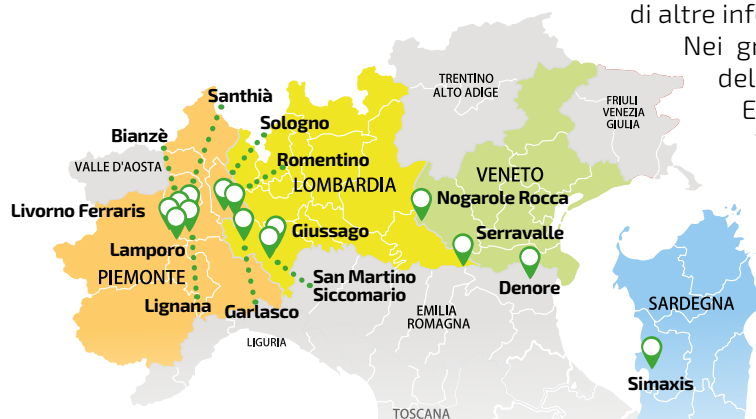 di altre info
Nei gr
del
E
TRENTINO
ALTO ADIGE
FRIULI
VENEZIA
GIULIA
Santhià
Bianzè
Sologno
Romentino
VALLE D'AOSTA
LOMBARDIA
VENETO
Nogarole Rocca
Livorno Ferraris
Giussago
Serravalle
Lamporo
PIEMONTE
San Martino
Siccomario
Denore
Lignana
Garlasco
EMILIA
ROMAGNA
SARDEGNA
LIGURIA
Simaxis
TOSCANA